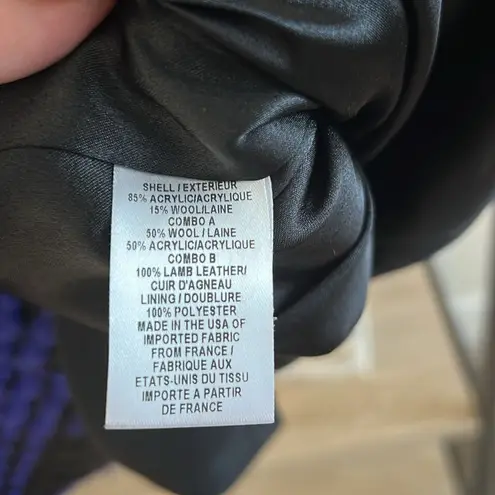 SHELL / EXTERIEUR
85% ACRYLIC/ACRYLIQUE
15% WOOL/LAINE
COMBO A
50% WOOL / LAINE
50% ACRYLIC/ACRYLIQUE
COMBO B
100% LAMB LEATHER/
CUIR D'AGNEAU
LINING / DOUBLURE
100% POLYESTER
MADE IN THE USA OF
IMPORTED FABRIC
FROM FRANCE /
FABRIQUE AUX
ETATS-UNIS DU TISSU
IMPORTE A PARTIR
DE FRANCE